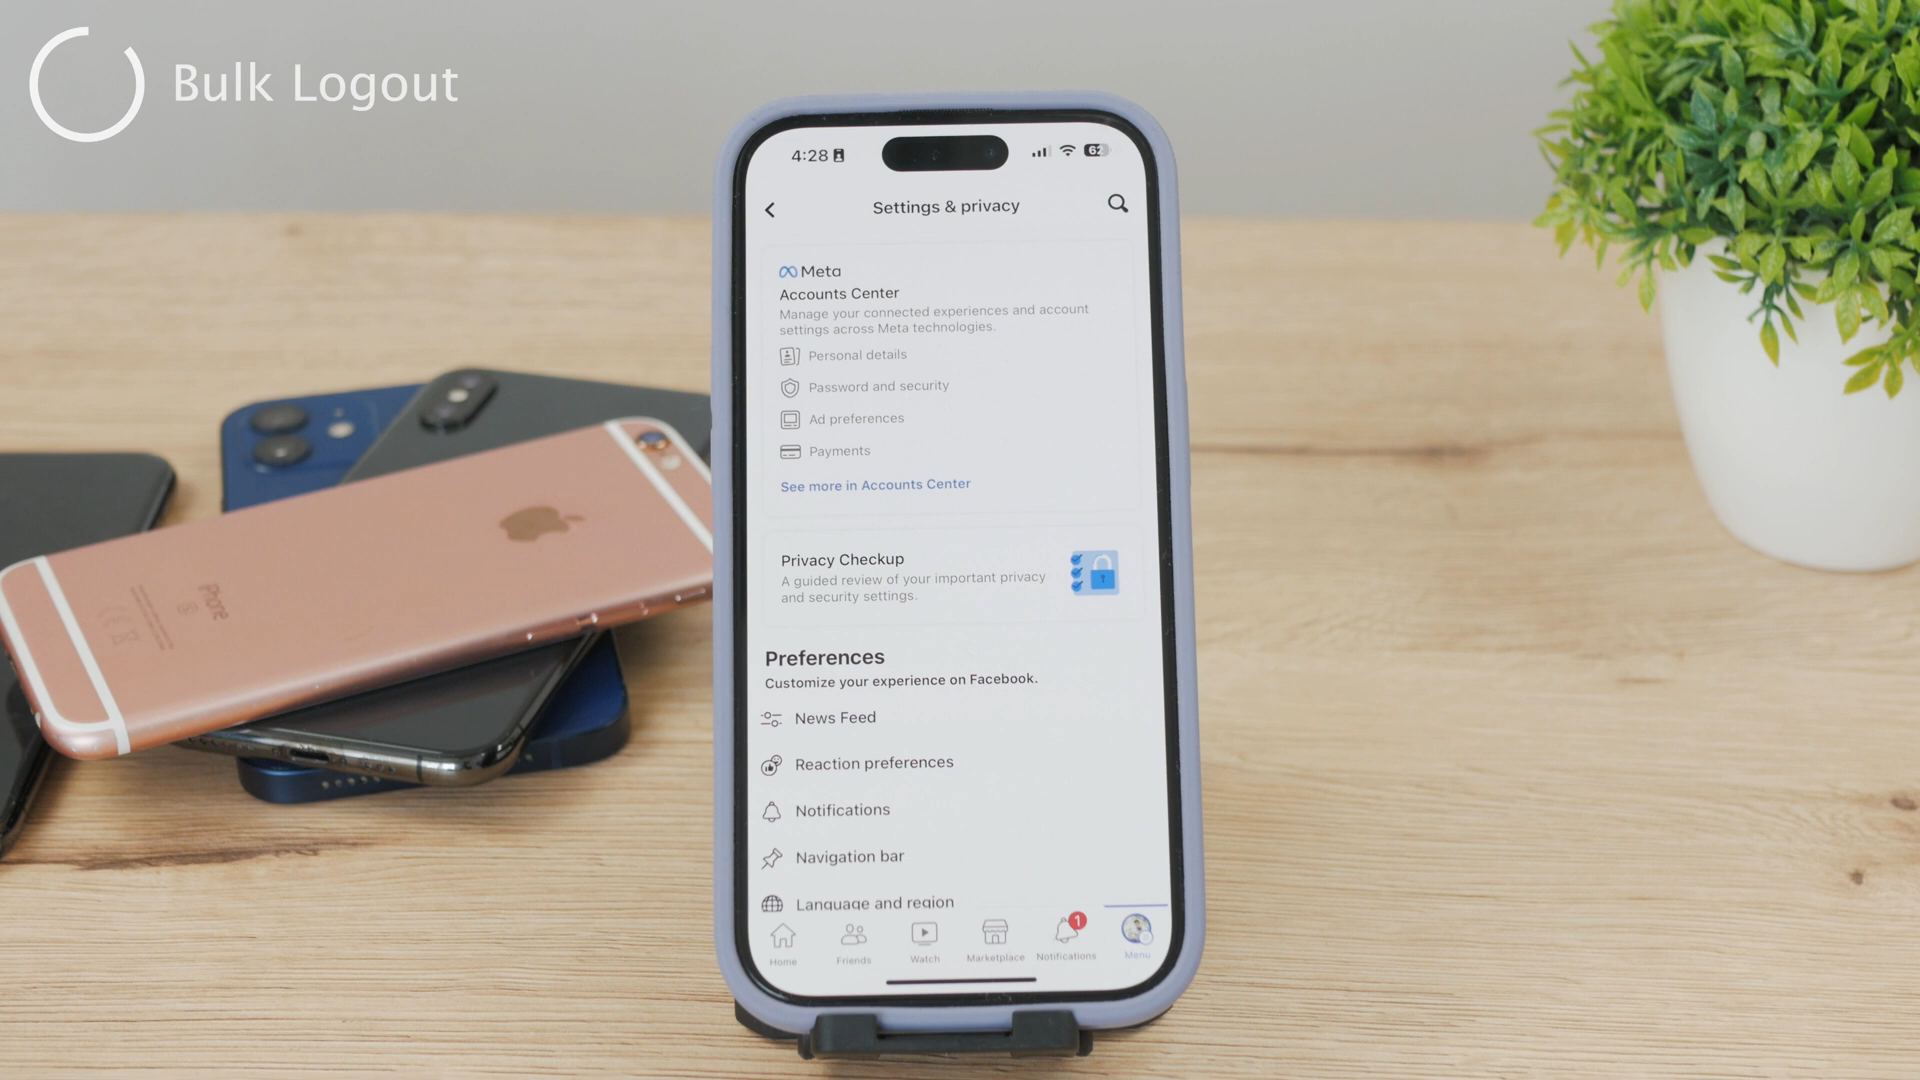 Bulk Logout
4:28
62
Settings & privacy
Meta
Accounts Center
Manage your connected experiences and account
settings across Meta technologies.
Personal details
Password and security
Ad preferences
Payments
See more in Accounts Center
Privacy Checkup
A guided review of your important privacy
and security settings.
Preferences
Customize your experience on Facebook.
News Feed
Reaction preferences
Notifications
Navigation bar
Language and region
1
Home
Friends
Watch
Marketplace
Notifications
Menu
iPhone